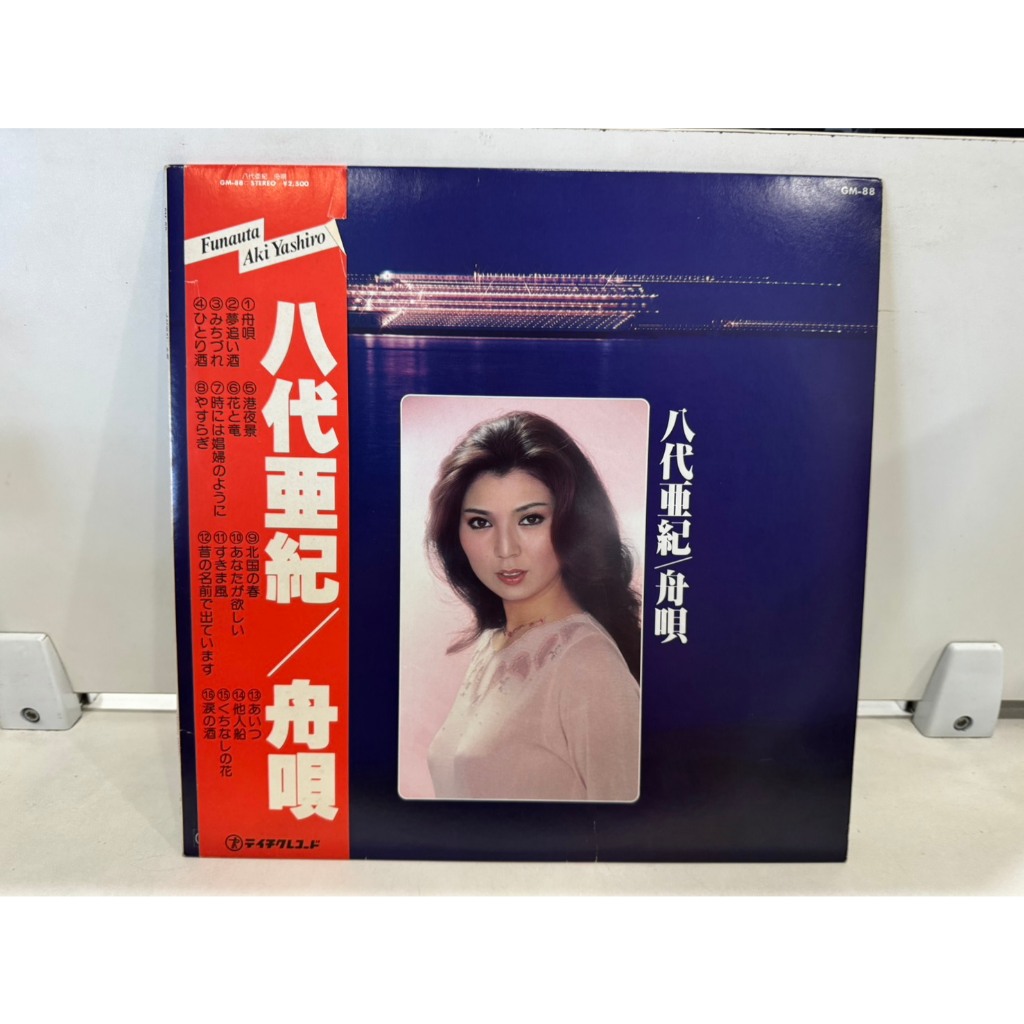 八代亜紀 舟唄
GM-88 STEREO ¥2,500
Funauta
Aki Yashiro
八代亜紀/舟唄
①舟唄
②夢追い酒
③みちづれ
④ひとり酒
⑤港夜景
⑥花と竜
⑦時には娼婦のように
⑧やすらぎ
⑨北国の春
⑩あなたが欲しい
⑪すきま風
⑫昔の名前で出ています
⑬あいつ
⑭他人船
⑮くちなしの花
⑯涙の酒
テイチクレコード
GM-88
八代亜紀/舟唄